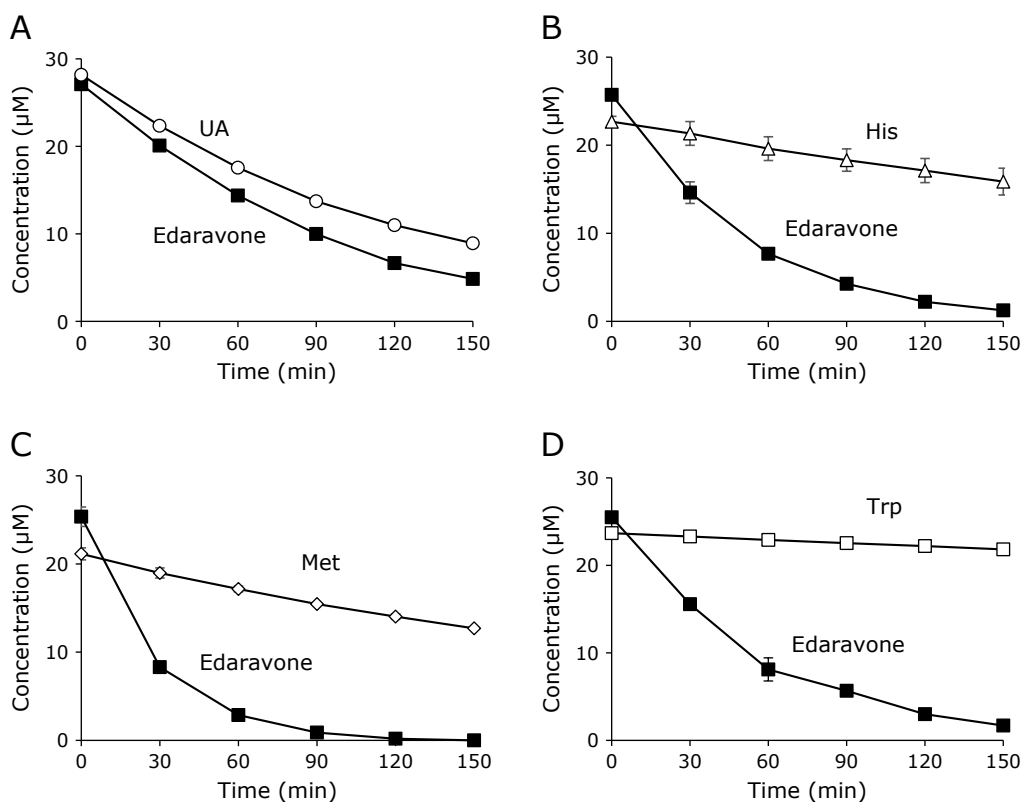 A
B
30
20
10
0
Concentration (μM)
UA
Edaravone
0 30 60 90 120 150
Time (min)
30
20
10
0
Concentration (μM)
His
Edaravone
0 30 60 90 120 150
Time (min)
C
D
30
20
10
0
Concentration (μM)
Met
Edaravone
0 30 60 90 120 150
Time (min)
30
20
10
0
Concentration (μM)
Trp
Edaravone
0 30 60 90 120 150
Time (min)